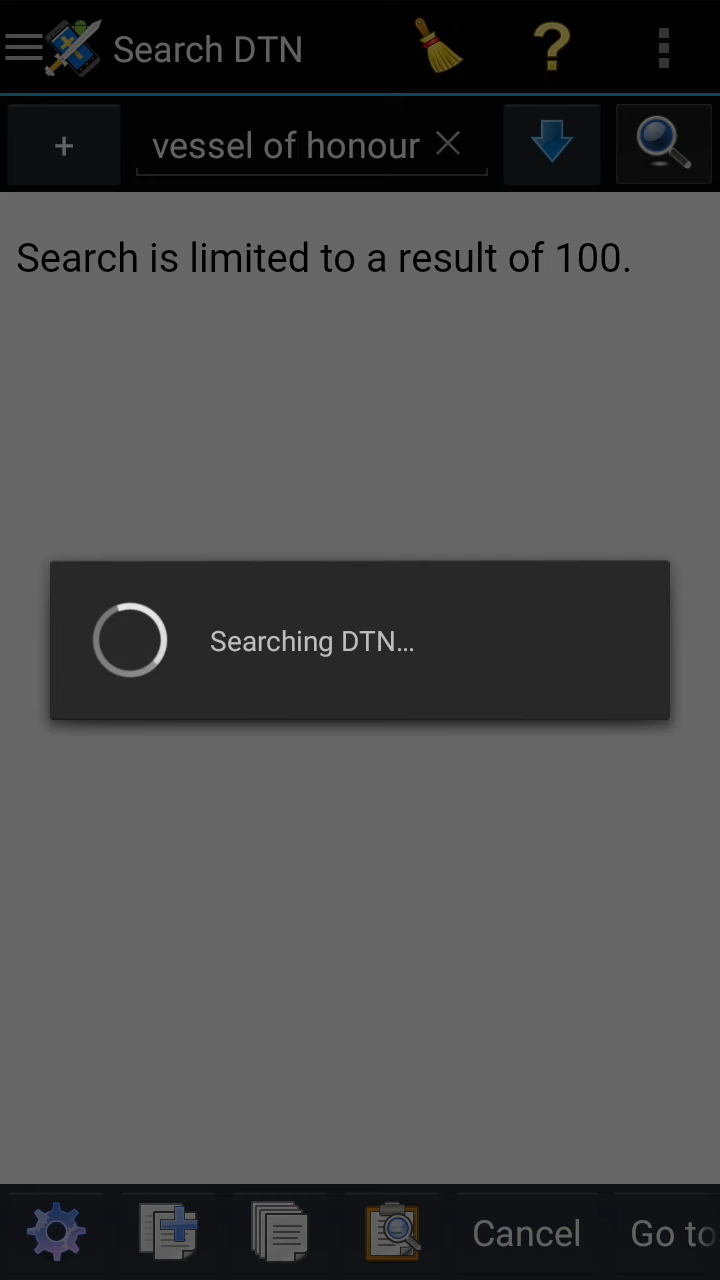 Search DTN
+
vessel of honour
Search is limited to a result of 100.
Searching DTN...
Cancel
Go to